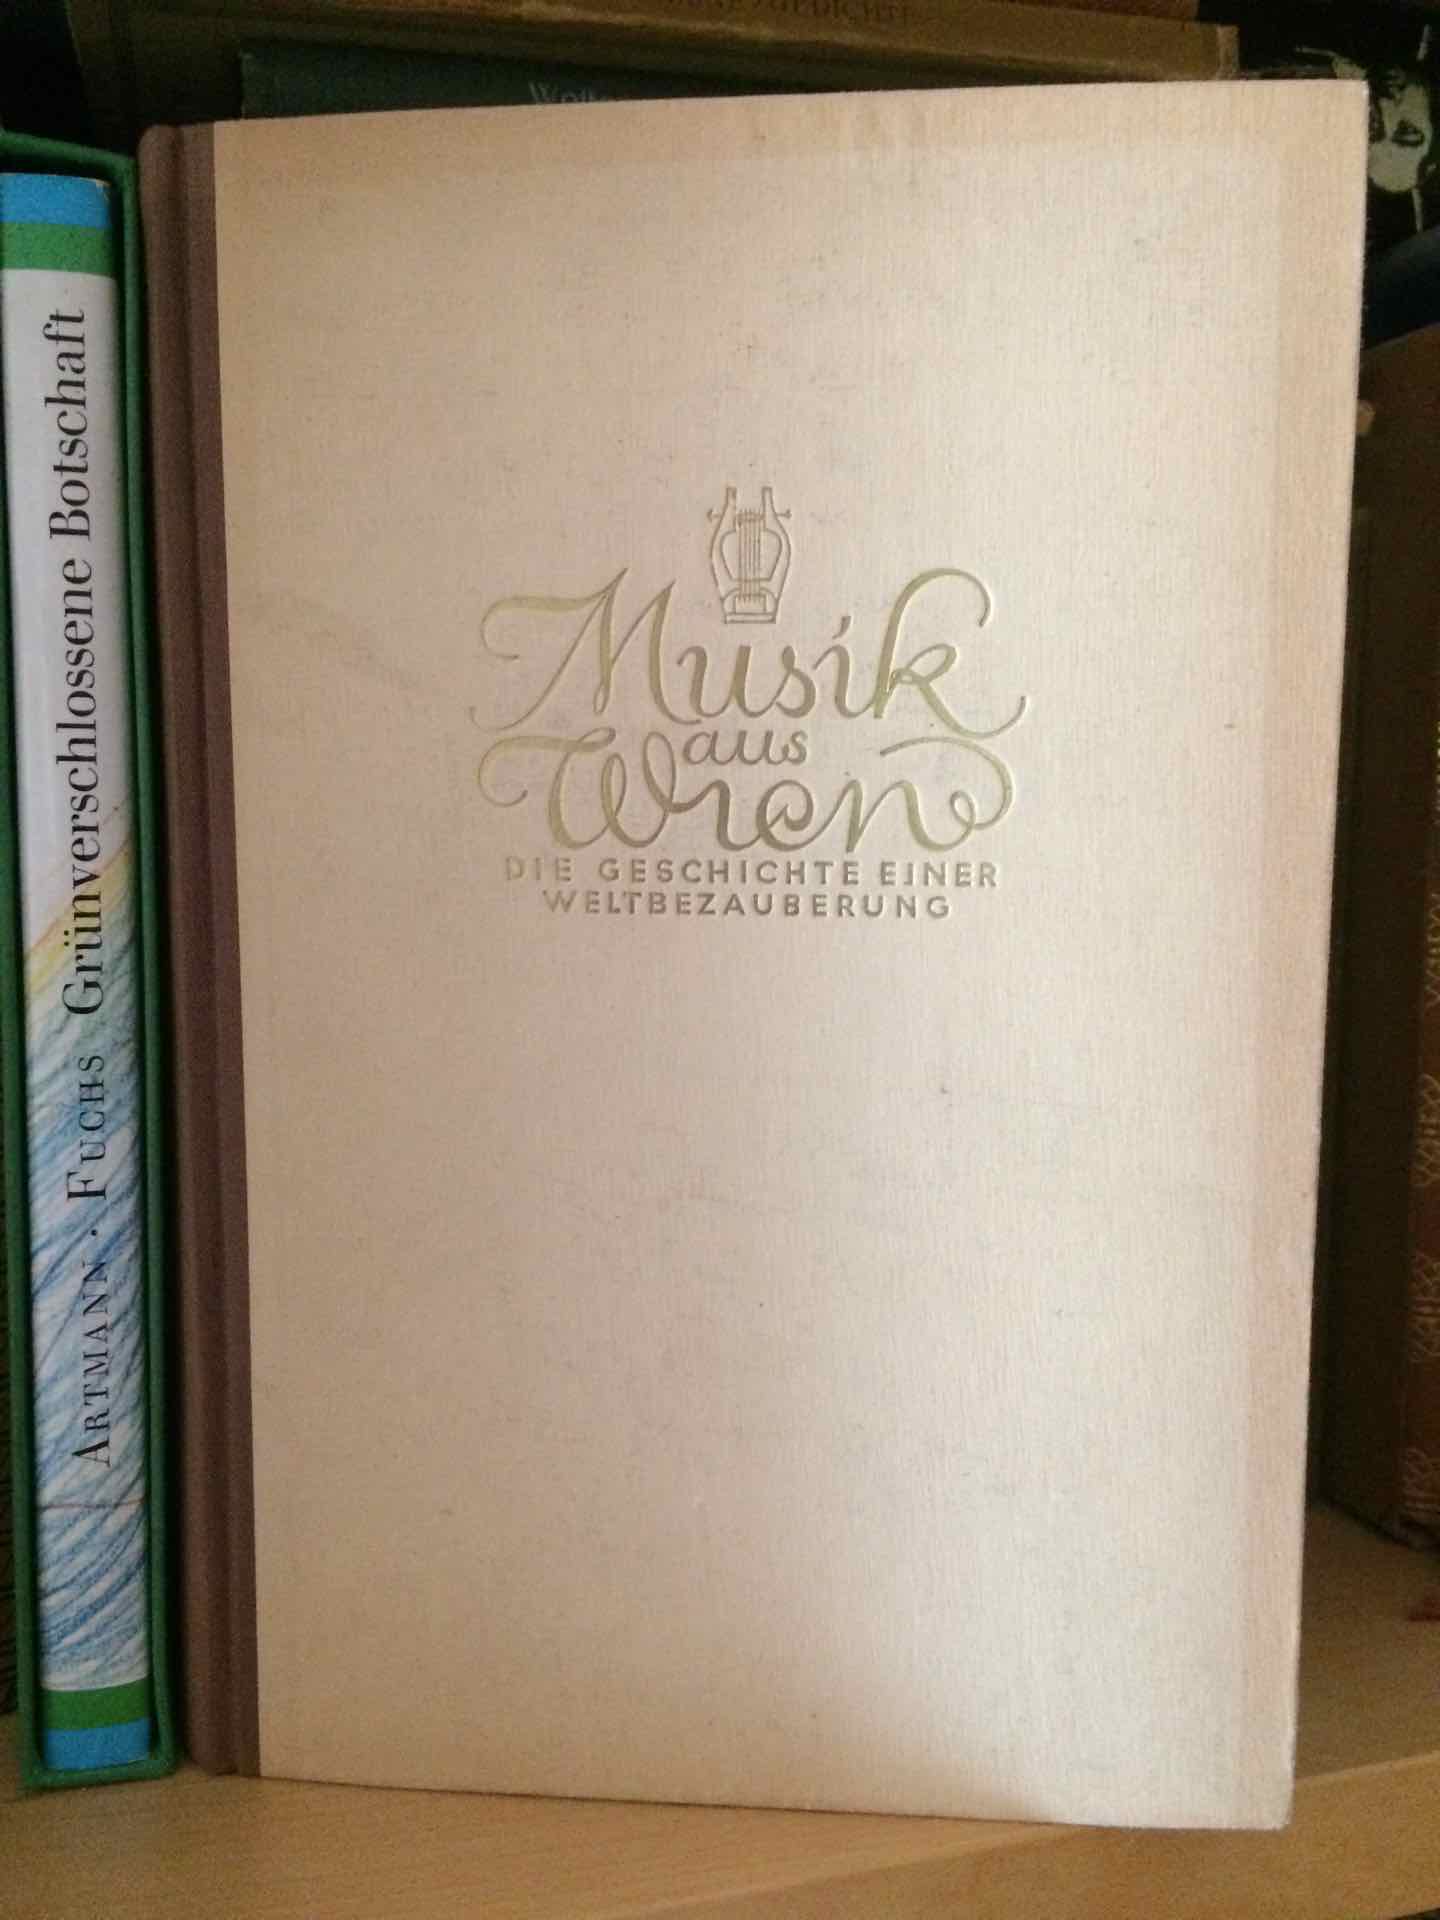 Musik
aus
Wien
DIE GESCHICHTE EINER
WELTBEZAUBERUNG
ARTMANN · FUCHS Grünverschlossene Botschaft